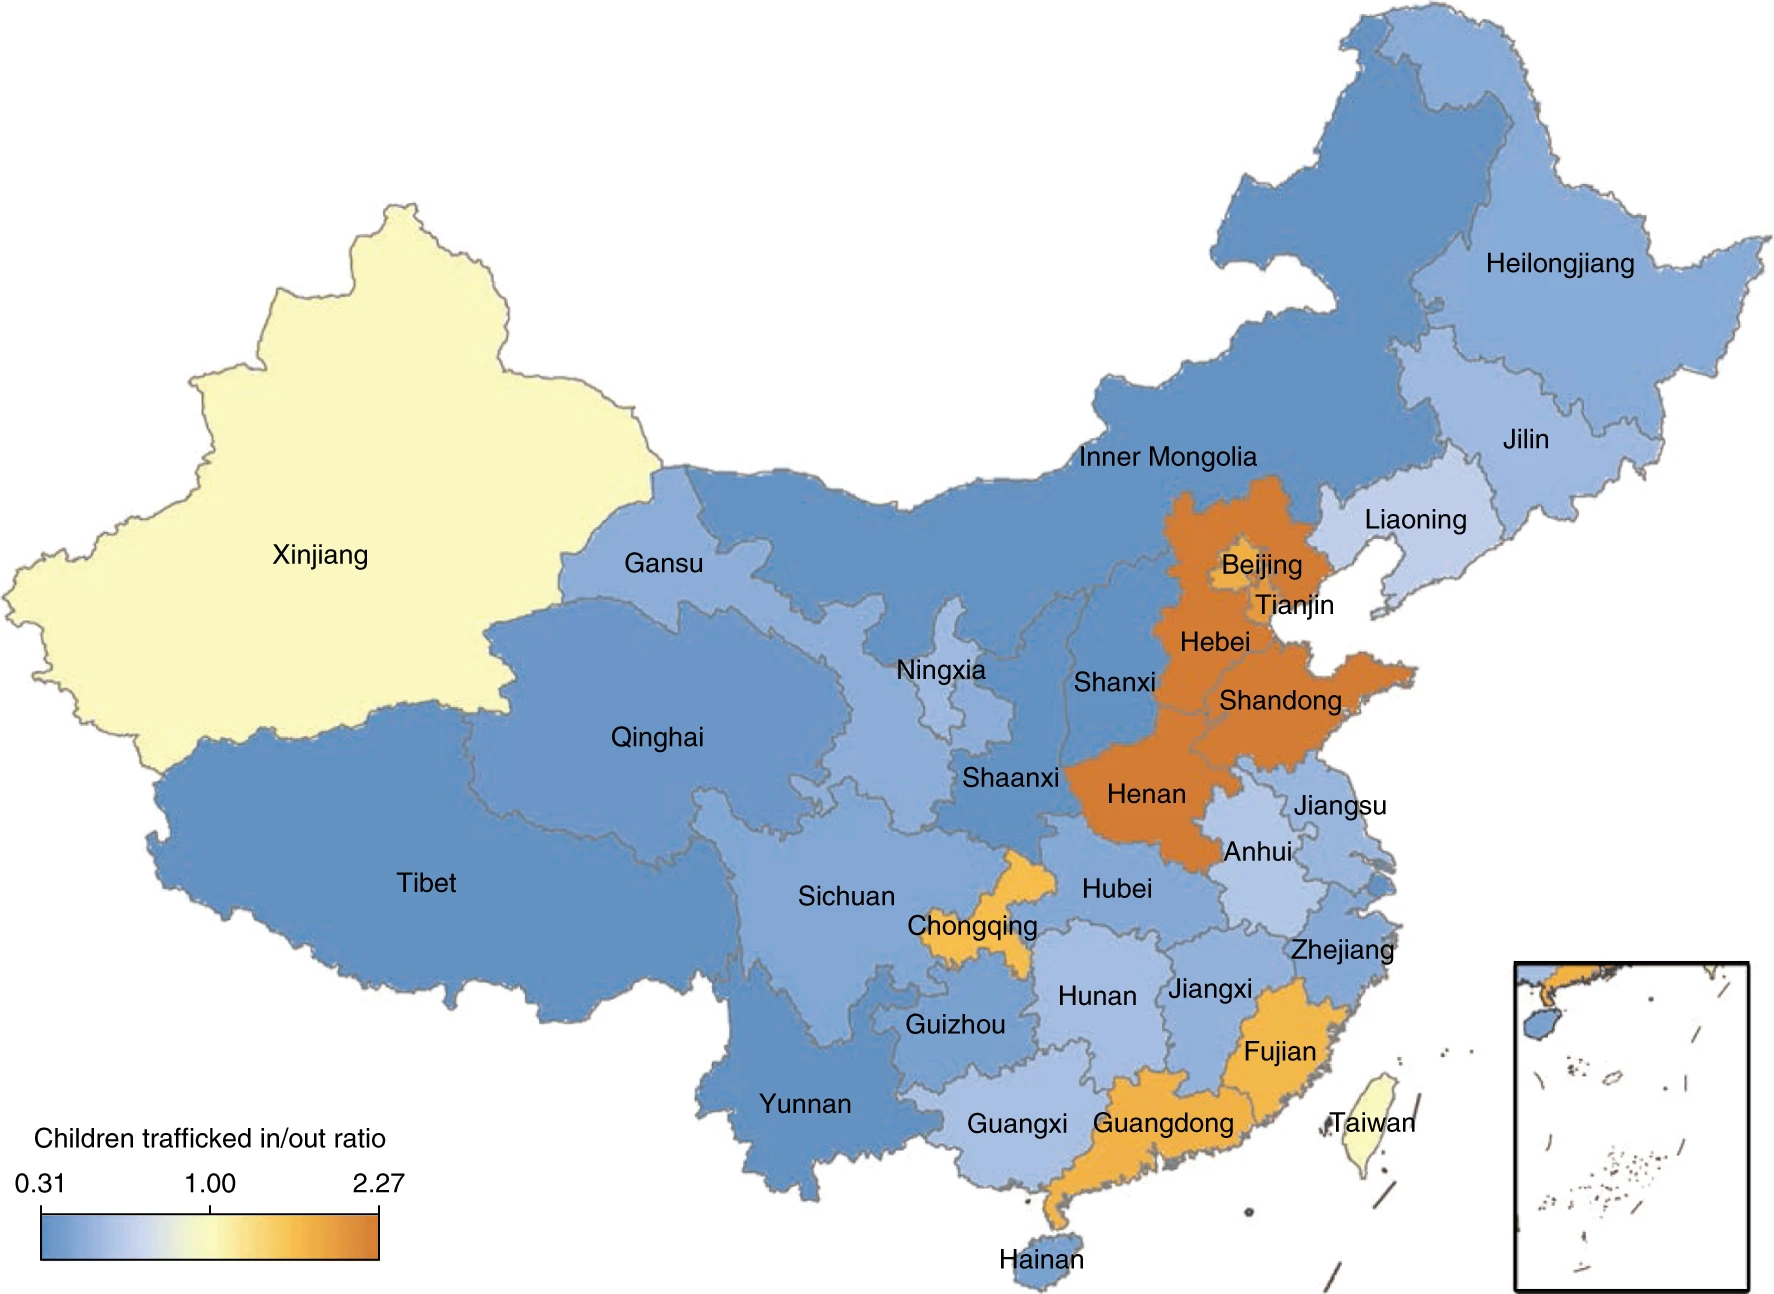 Heilongjiang
Jilin
Inner Mongolia
Liaoning
Xinjiang
Gansu
Beijing
Tianjin
Hebei
Ningxia
Shanxi
Shandong
Qinghai
Shaanxi
Henan
Jiangsu
Anhui
Tibet
Sichuan
Hubei
Chongqing
Zhejiang
Hunan
Jiangxi
Guizhou
Fujian
Yunnan
Guangxi
Guangdong
Taiwan
Hainan
Children trafficked in/out ratio
0.31 1.00 2.27